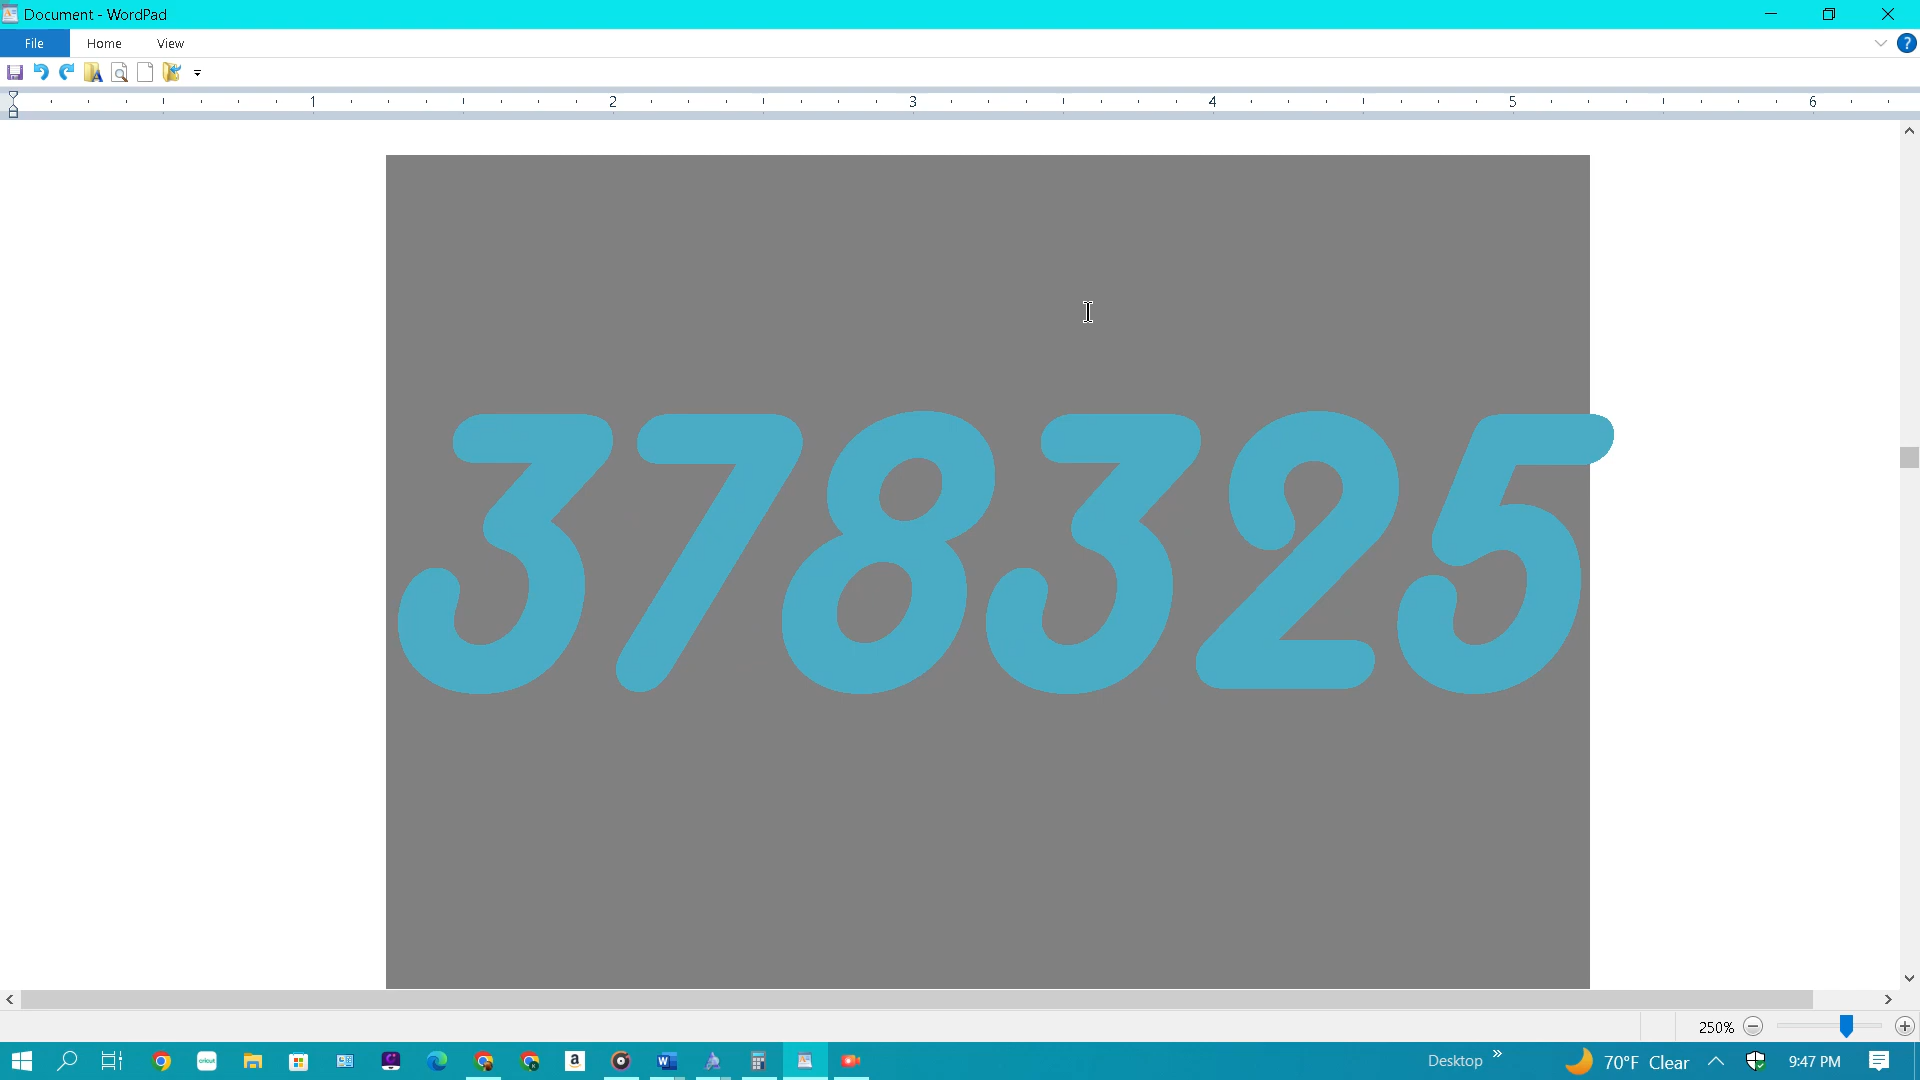 Document - WordPad
File Home View
1 2 3 4 5 6
378325
250%
Desktop 70°F Clear 9:47 PM